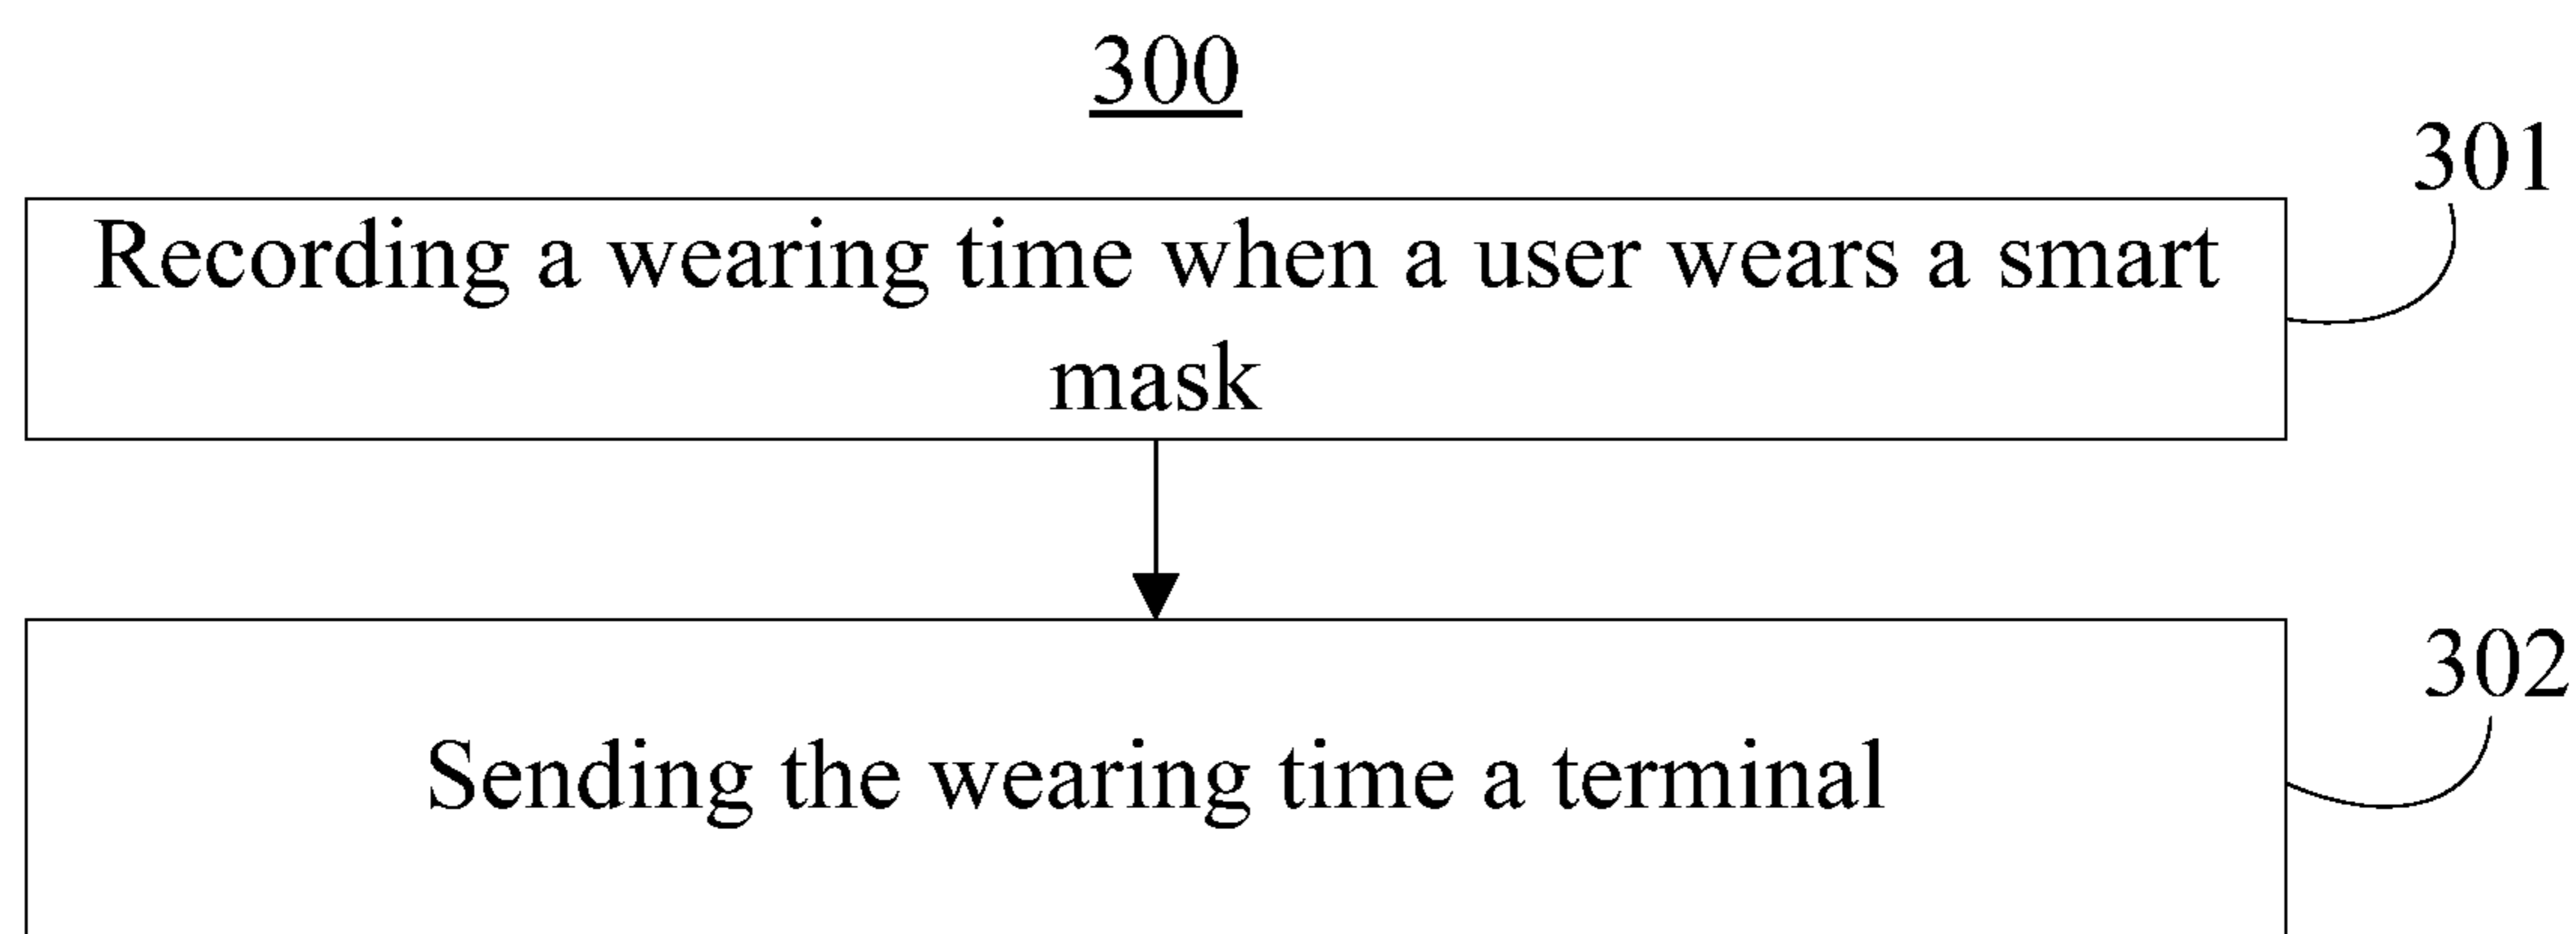 300
301
Recording a wearing time when a user wears a smart
mask
302
Sending the wearing time a terminal